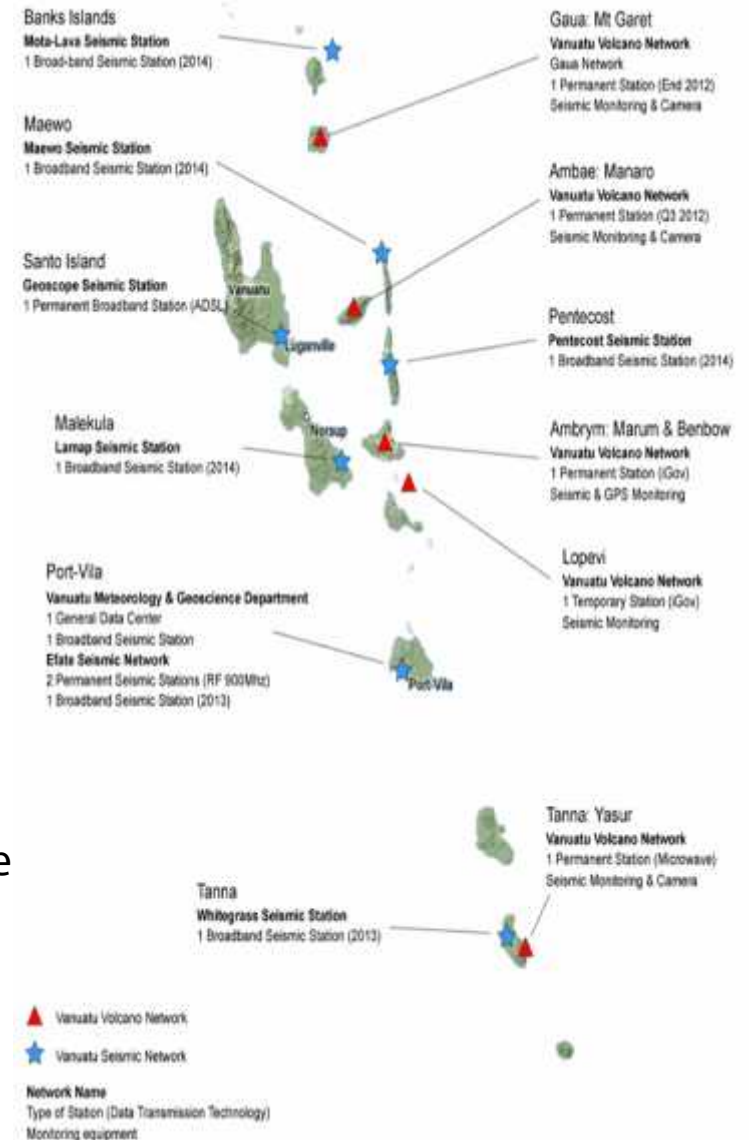 Banks Islands
Mota-Lava Seismic Station
1 Broad-band Seismic Station (2014)
Gaua: Mt Garet
Vanuatu Volcano Network
Gaua Network
1 Permanent Station (End 2012)
Seismic Monitoring & Camera
Maewo
Maewo Seismic Station
1 Broadband Seismic Station (2014)
Ambae: Manaro
Vanuatu Volcano Network
1 Permanent Station (Q3 2012)
Seismic Monitoring & Camera
Santo Island
Geoscope Seismic Station
1 Permanent Broadband Station (ADSL)
Vanuatu
Luganville
Pentecost
Pentecost Seismic Station
1 Broadband Seismic Station (2014)
Malekula
Lamap Seismic Station
1 Broadband Seismic Station (2014)
Norsup
Ambrym: Marum & Benbow
Vanuatu Volcano Network
1 Permanent Station (iGov)
Seismic & GPS Monitoring
Lopevi
Vanuatu Volcano Network
1 Temporary Station (iGov)
Seismic Monitoring
Port-Vila
Vanuatu Meteorology & Geoscience Department
1 General Data Center
1 Broadband Seismic Station
Efate Seismic Network
2 Permanent Seismic Stations (RF 900Mhz)
1 Broadband Seismic Station (2013)
Port-Vila
e
Tanna: Yasur
Vanuatu Volcano Network
1 Permanent Station (Microwave)
Seismic Monitoring & Camera
Tanna
Whitegrass Seismic Station
1 Broadband Seismic Station (2013)
Vanuatu Volcano Network
Vanuatu Seismic Network
Network Name
Type of Station (Data Transmission Technology)
Monitoring equipment